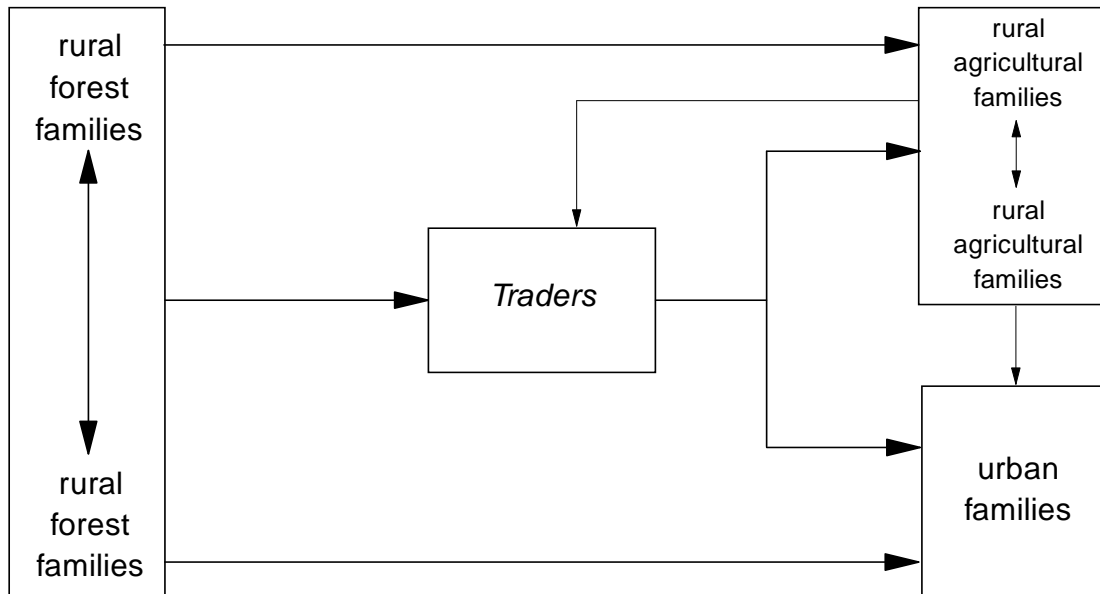 rural
forest
families
rural
forest
families
Traders
rural
agricultural
families
rural
agricultural
families
urban
families